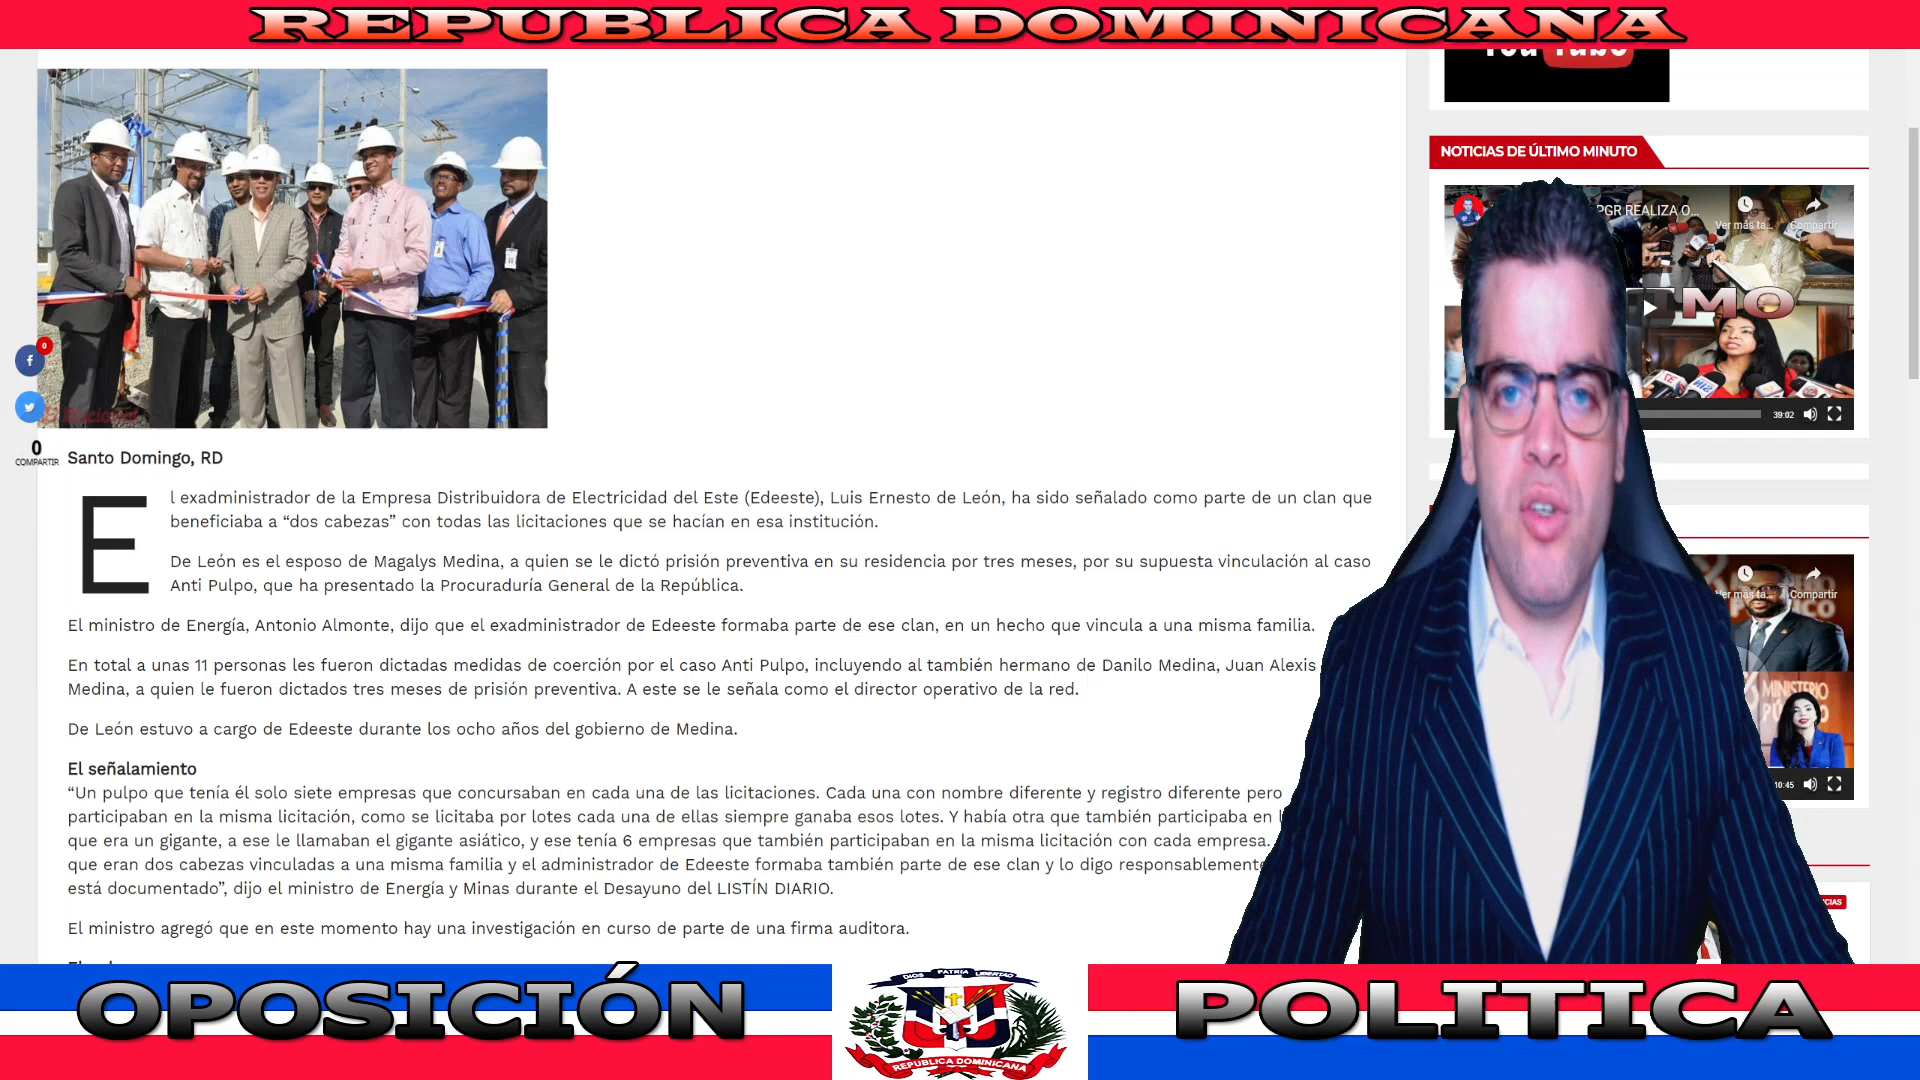 REPUBLICA DOMINICANA
You Tube
NOTICIAS DE ÚLTIMO MINUTO
PGR REALIZA O...
Ver más ta...
Compartir
MO
39:02
0
0
COMPARTIR
Santo Domingo, RD
El exadministrador de la Empresa Distribuidora de Electricidad del Este (Edeeste), Luis Ernesto de León, ha sido señalado como parte de un clan que
beneficiaba a “dos cabezas” con todas las licitaciones que se hacían en esa institución.
De León es el esposo de Magalys Medina, a quien se le dictó prisión preventiva en su residencia por tres meses, por su supuesta vinculación al caso
Anti Pulpo, que ha presentado la Procuraduría General de la República.
El ministro de Energía, Antonio Almonte, dijo que el exadministrador de Edeeste formaba parte de ese clan, en un hecho que vincula a una misma familia.
En total a unas 11 personas les fueron dictadas medidas de coerción por el caso Anti Pulpo, incluyendo al también hermano de Danilo Medina, Juan Alexis
Medina, a quien le fueron dictados tres meses de prisión preventiva. A este se le señala como el director operativo de la red.
De León estuvo a cargo de Edeeste durante los ocho años del gobierno de Medina.
El señalamiento
“Un pulpo que tenía él solo siete empresas que concursaban en cada una de las licitaciones. Cada una con nombre diferente y registro diferente pero
participaban en la misma licitación, como se licitaba por lotes cada una de ellas siempre ganaba esos lotes. Y había otra que también participaba en
que era un gigante, a ese le llamaban el gigante asiático, y ese tenía 6 empresas que también participaban en la misma licitación con cada empresa.
que eran dos cabezas vinculadas a una misma familia y el administrador de Edeeste formaba también parte de ese clan y lo digo responsablemente
está documentado”, dijo el ministro de Energía y Minas durante el Desayuno del LISTÍN DIARIO.
El ministro agregó que en este momento hay una investigación en curso de parte de una firma auditora.
Ver más ta...
Compartir
MINISTERIO
10:45
OPOSICIÓN
DIOS PATRIA LIBERTAD
REPUBLICA DOMINICANA
POLITICA